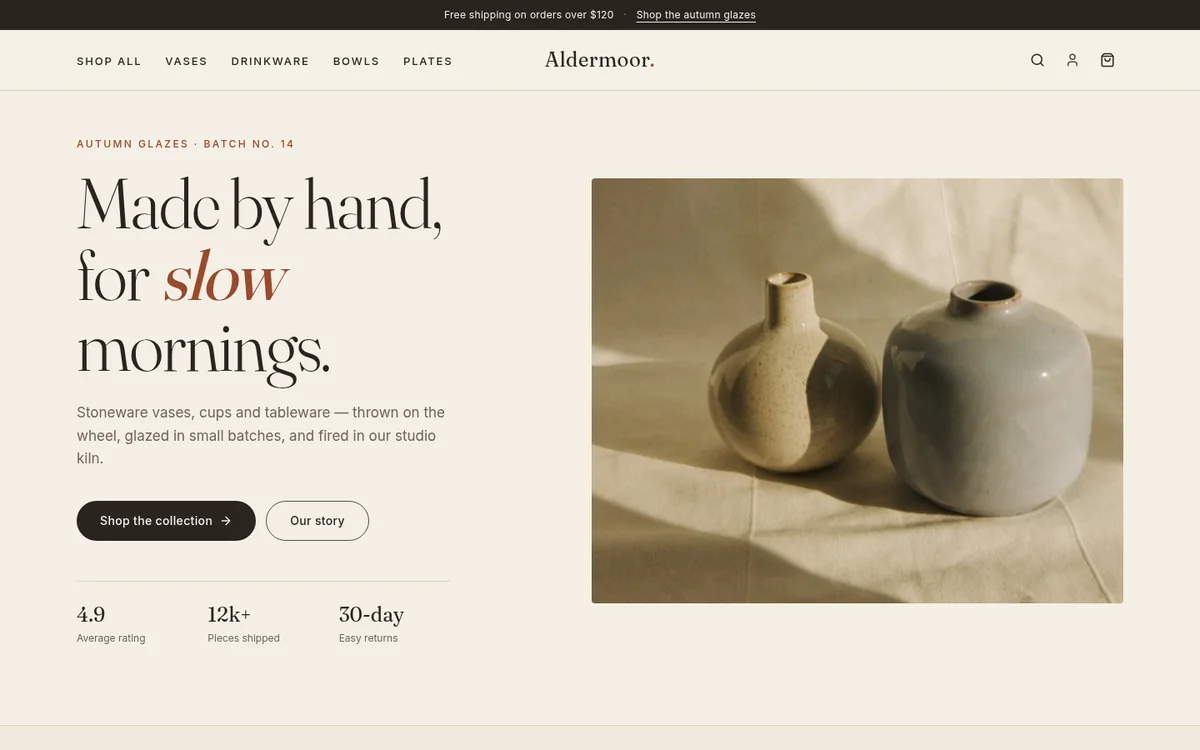 Free shipping on orders over $120 · Shop the autumn glazes
SHOP ALL VASES DRINKWARE BOWLS PLATES
Aldermoor.
AUTUMN GLAZES · BATCH NO. 14
Made by hand,
for slow
mornings.
Stoneware vases, cups and tableware — thrown on the
wheel, glazed in small batches, and fired in our studio
kiln.
Shop the collection →
Our story
4.9
Average rating
12k+
Pieces shipped
30-day
Easy returns